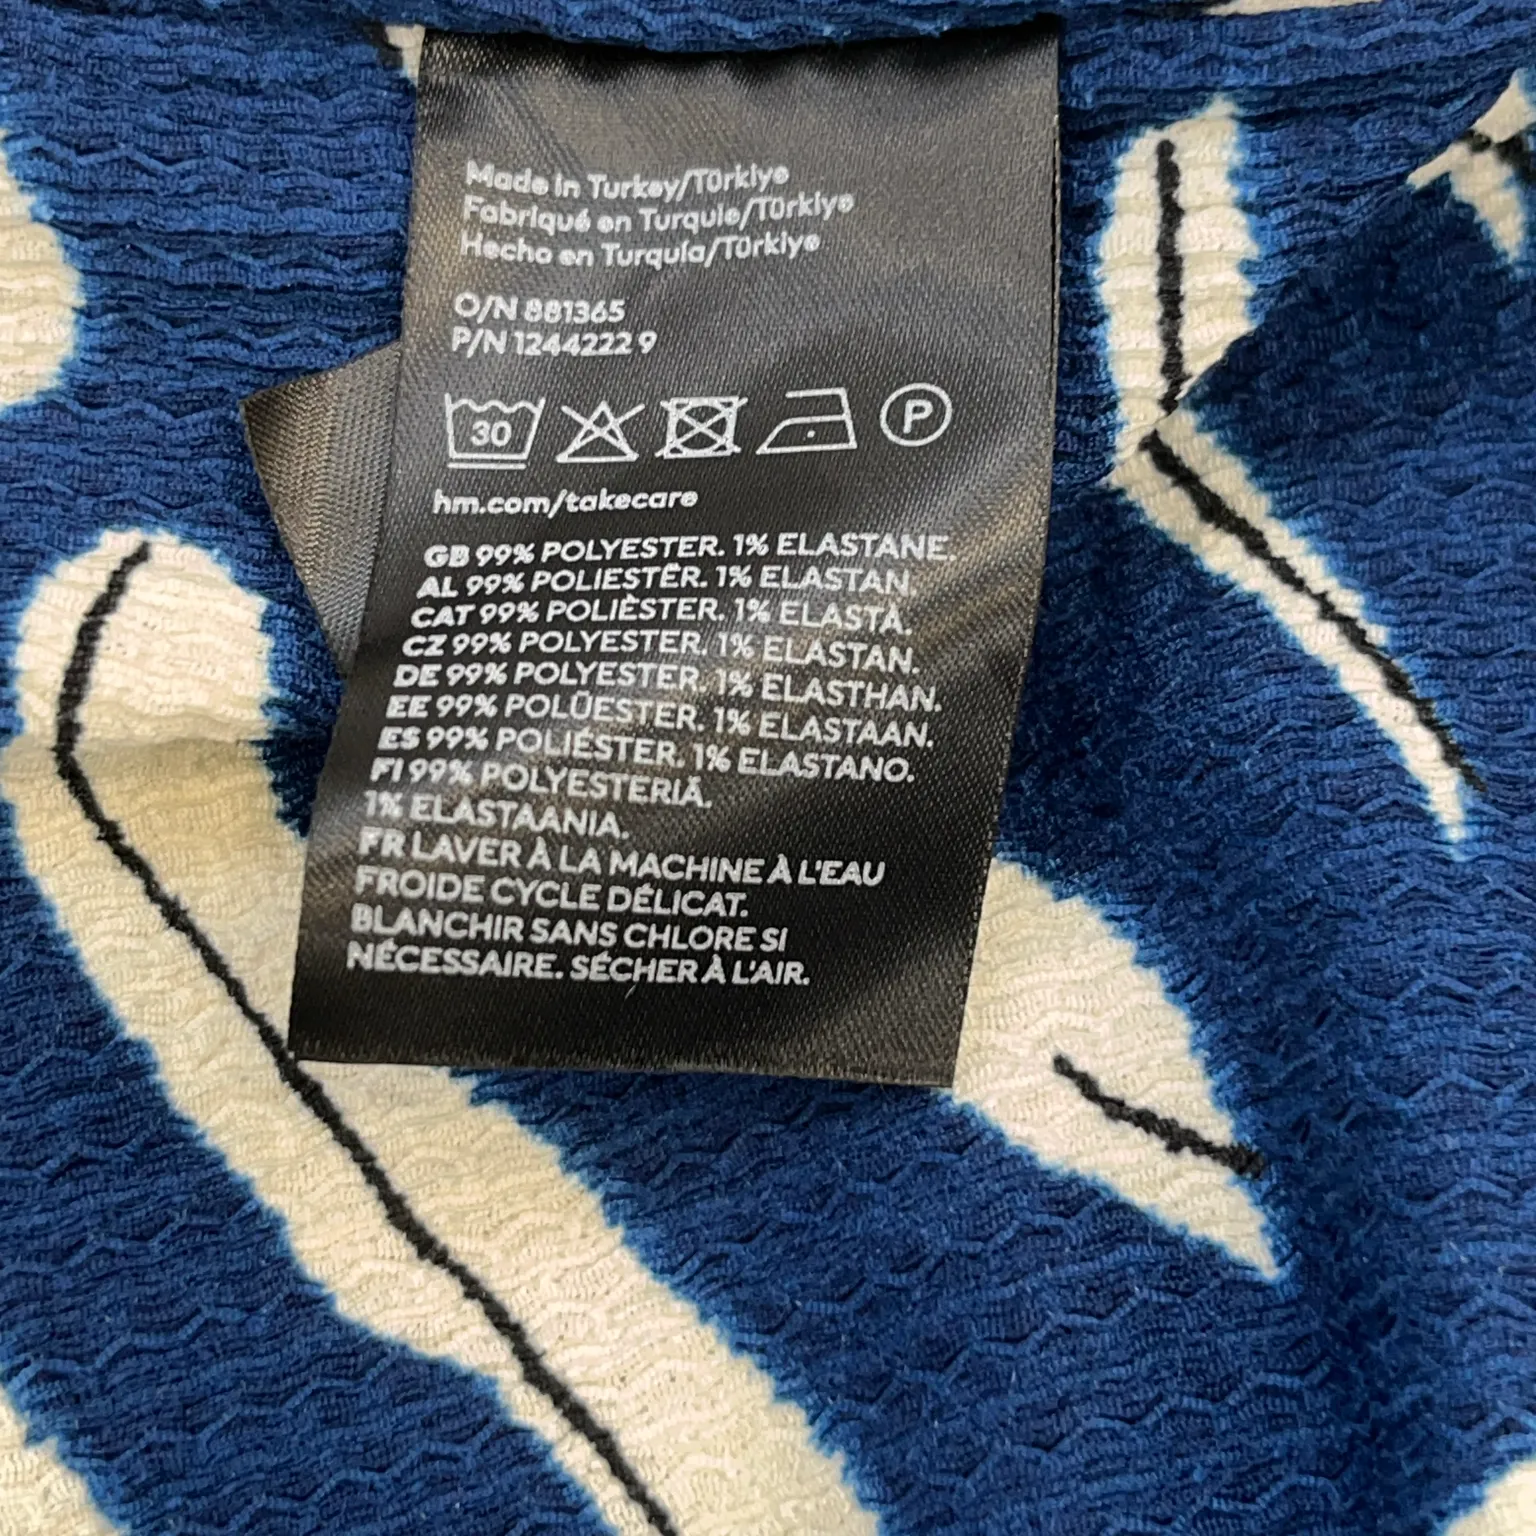 Made in Turkey/Türkiye
Fabriqué en Turquie/Türkiye
Hecho en Turquía/Türkiye
O/N 881365
P/N 1244222 9
30
P
hm.com/takecare
GB 99% POLYESTER. 1% ELASTANE.
AL 99% POLIESTËR. 1% ELASTAN.
CAT 99% POLIÈSTER. 1% ELASTÀ.
CZ 99% POLYESTER. 1% ELASTAN.
DE 99% POLYESTER. 1% ELASTHAN.
EE 99% POLÜESTER. 1% ELASTAAN.
ES 99% POLIÉSTER. 1% ELASTANO.
FI 99% POLYESTERIÄ.
1% ELASTAANIA.
FR LAVER À LA MACHINE À L'EAU
FROIDE CYCLE DÉLICAT.
BLANCHIR SANS CHLORE SI
NÉCESSAIRE. SÉCHER À L'AIR.